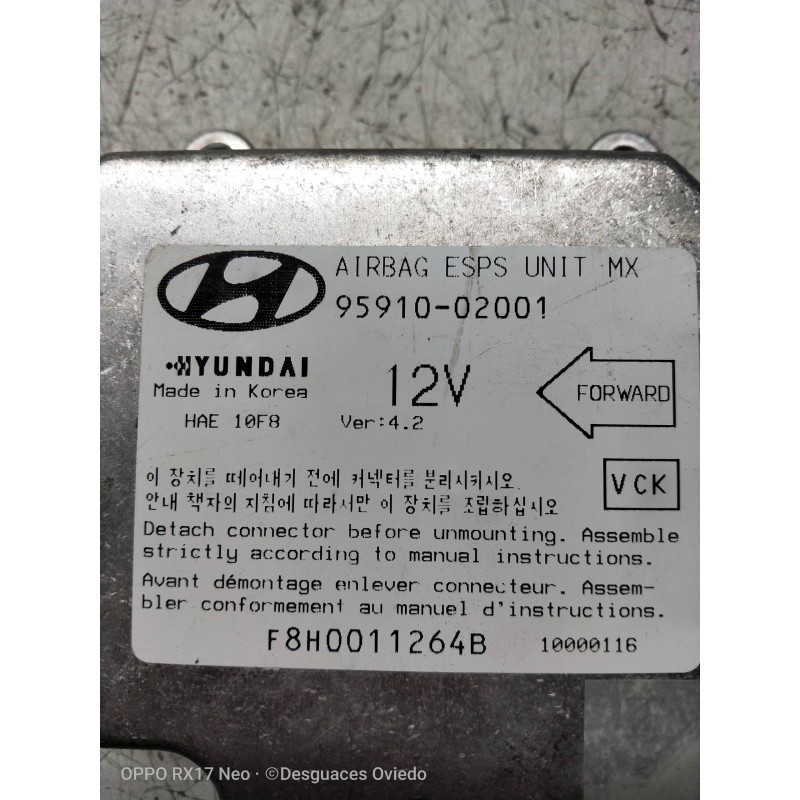 AIRBAG ESPS UNIT MX
95910-02001
HYUNDAI
Made in Korea
12V
FORWARD
HAE 10F8
Ver:4.2
이 장치를 떼어내기 전에 커넥터를 분리시키시오
안내 책자의 지침에 따라서만 이 장치를 조립하십시오
VCK
Detach connector before unmounting. Assemble
strictly according to manual instructions.
Avant démontage enlever connecteur. Assem-
bler conformement au manuel d'instructions.
F8H0011264B
10000116
OPPO RX17 Neo · ©Desguaces Oviedo